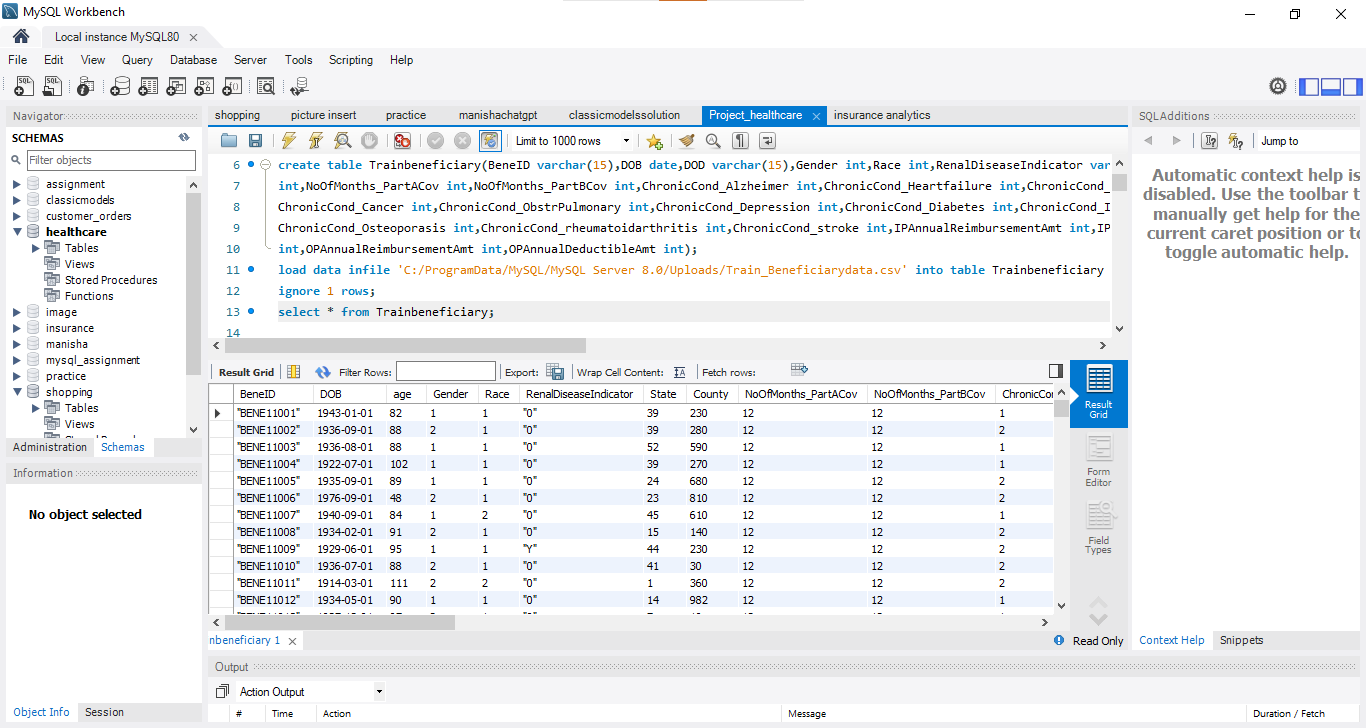 MySQL Workbench
Local instance MySQL80
File Edit View Query Database Server Tools Scripting Help
Navigator
SCHEMAS
Filter objects
assignment
classicmodels
customer_orders
healthcare
Tables
Views
Stored Procedures
Functions
image
insurance
manisha
mysql_assignment
practice
shopping
Tables
Views
Administration Schemas
Information
No object selected
Object Info Session
shopping picture insert practice manishachatgpt classicmodelssolution Project_healthcare insurance analytics
Limit to 1000 rows
6 create table Trainbeneficiary(BeneID varchar(15),DOB date,DOD varchar(15),Gender int,Race int,RenalDiseaseIndicator var
7 int,NoOfMonths_PartACov int,NoOfMonths_PartBCov int,ChronicCond_Alzheimer int,ChronicCond_Heartfailure int,ChronicCond_
8 ChronicCond_Cancer int,ChronicCond_ObstrPulmonary int,ChronicCond_Depression int,ChronicCond_Diabetes int,ChronicCond_I
9 ChronicCond_Osteoporasis int,ChronicCond_rheumatoidarthritis int,ChronicCond_stroke int,IPAnnualReimbursementAmt int,IP
10 int,OPAnnualReimbursementAmt int,OPAnnualDeductibleAmt int);
11 load data infile 'C:/ProgramData/MySQL/MySQL Server 8.0/Uploads/Train_Beneficiarydata.csv' into table Trainbeneficiary
12 ignore 1 rows;
13 select * from Trainbeneficiary;
14
Result Grid Filter Rows: Export: Wrap Cell Content: Fetch rows:
BeneID DOB age Gender Race RenalDiseaseIndicator State County NoOfMonths_PartACov NoOfMonths_PartBCov ChronicCor
"BENE11001" 1943-01-01 82 1 1 "0" 39 230 12 12 1
"BENE11002" 1936-09-01 88 2 1 "0" 39 280 12 12 2
"BENE11003" 1936-08-01 88 1 1 "0" 52 590 12 12 1
"BENE11004" 1922-07-01 102 1 1 "0" 39 270 12 12 1
"BENE11005" 1935-09-01 89 1 1 "0" 24 680 12 12 2
"BENE11006" 1976-09-01 48 2 1 "0" 23 810 12 12 2
"BENE11007" 1940-09-01 84 1 2 "0" 45 610 12 12 1
"BENE11008" 1934-02-01 91 2 1 "0" 15 140 12 12 2
"BENE11009" 1929-06-01 95 1 1 "Y" 44 230 12 12 2
"BENE11010" 1936-07-01 88 2 1 "0" 41 30 12 12 2
"BENE11011" 1914-03-01 111 2 2 "0" 1 360 12 12 2
"BENE11012" 1934-05-01 90 1 1 "0" 14 982 12 12 1
Result
Grid
Form
Editor
Field
Types
nbeneficiary 1
Read Only
Output
Action Output
# Time Action Message Duration / Fetch
SQLAdditions
Jump to
Automatic context help is
disabled. Use the toolbar t
manually get help for the
current caret position or to
toggle automatic help.
Context Help Snippets